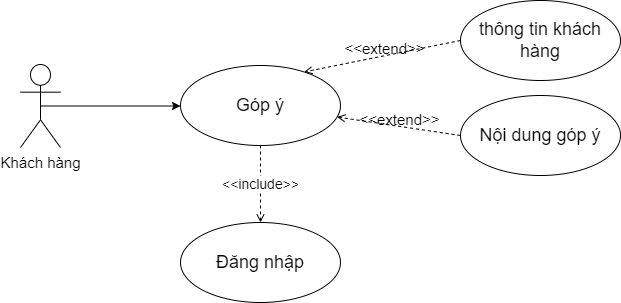 thông tin khách
hàng
<<extend>>
Góp ý
<<extend>>
Nội dung góp ý
Khách hàng
<<include>>
Đăng nhập